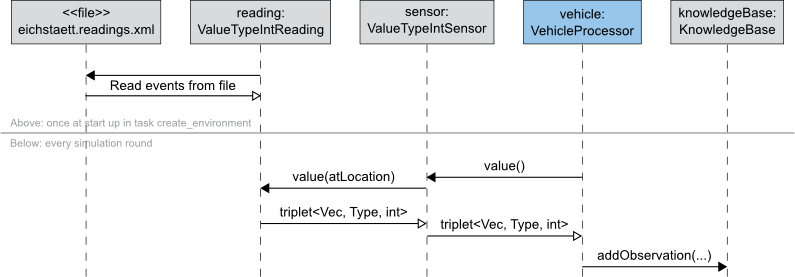 <<file>>
eichstaett.readings.xml
reading:
ValueTypeIntReading
sensor:
ValueTypeIntSensor
vehicle:
VehicleProcessor
knowledgeBase:
KnowledgeBase
Read events from file
Above: once at start up in task create_environment
Below: every simulation round
value()
value(atLocation)
triplet<Vec, Type, int>
triplet<Vec, Type, int>
addObservation(...)